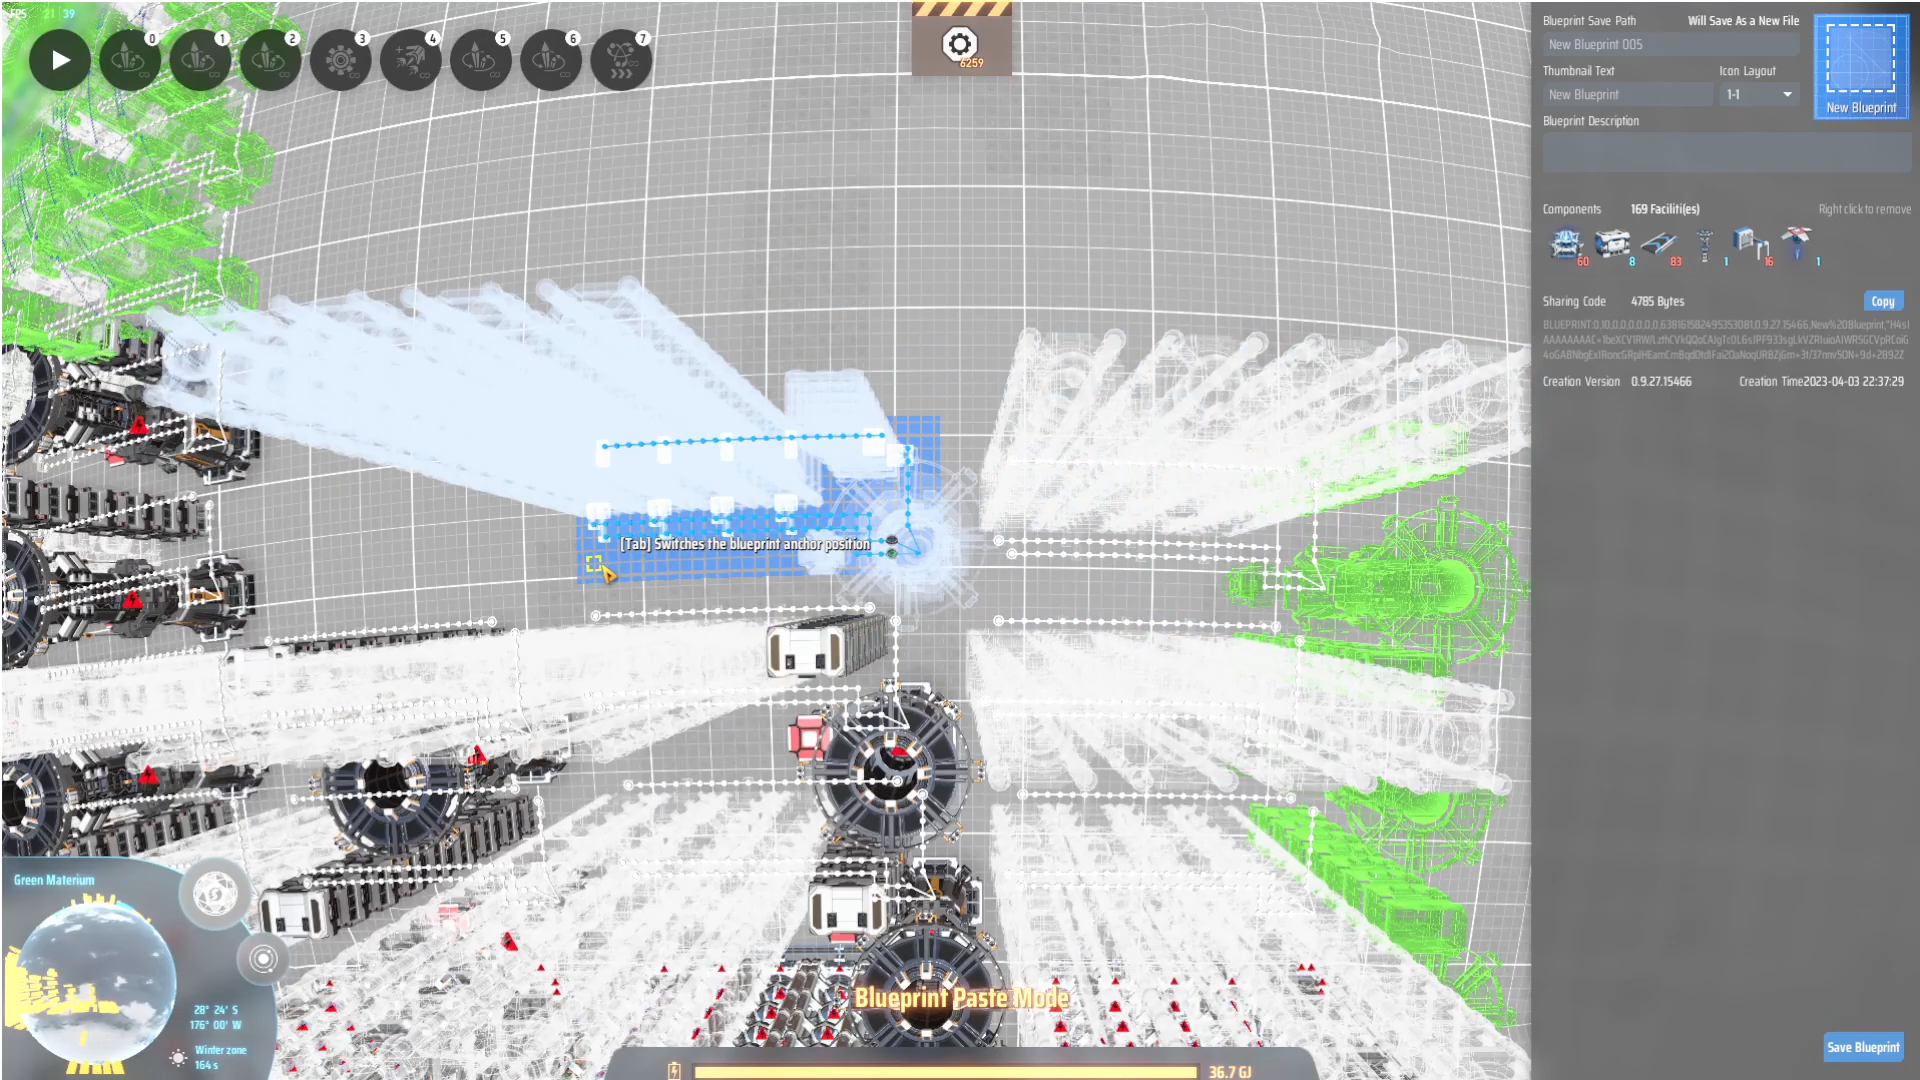 FPS 21 39
0 1 2 3 4 5 6 7
6259
Blueprint Save Path Will Save As a New File
New Blueprint 005
Thumbnail Text Icon Layout
New Blueprint 1-1
New Blueprint
Blueprint Description
Components 169 Faciliti(es) Right click to remove
60 8 83 1 16 1
Sharing Code 4785 Bytes Copy
Creation Version 0.9.27.15466 Creation Time2023-04-03 22:37:29
[Tab] Switches the blueprint anchor position
Green Materium
28° 24' S
176° 00' W
Winter zone
164 s
Blueprint Paste Mode
36.7 GJ
Save Blueprint